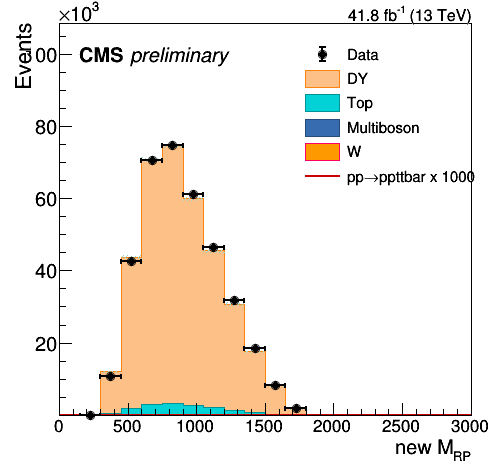 ×10³
41.8 fb⁻¹ (13 TeV)
Events
CMS preliminary
Data
DY
Top
Multiboson
W
pp→ppttbar x 1000
00
80
60
40
20
0 500 1000 1500 2000 2500 3000
new M_RP